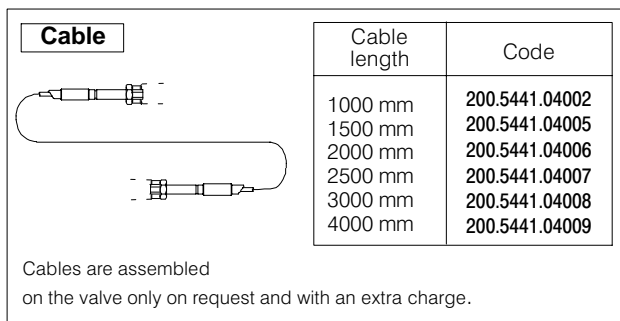 Cable
Cable length Code
1000 mm 200.5441.04002
1500 mm 200.5441.04005
2000 mm 200.5441.04006
2500 mm 200.5441.04007
3000 mm 200.5441.04008
4000 mm 200.5441.04009
Cables are assembled
on the valve only on request and with an extra charge.